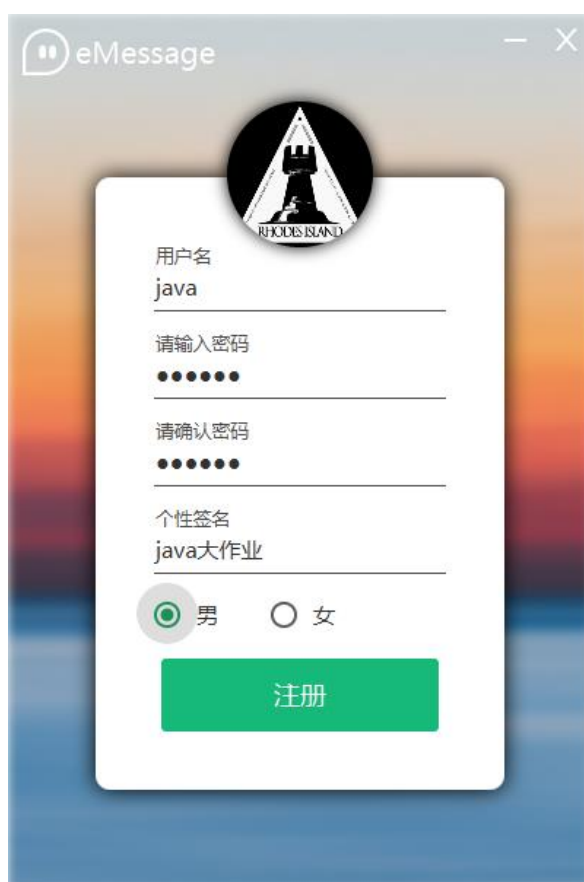 eMessage
RHODES ISLAND
用户名
java
请输入密码
••••••
请确认密码
••••••
个性签名
java大作业
男 女
注册